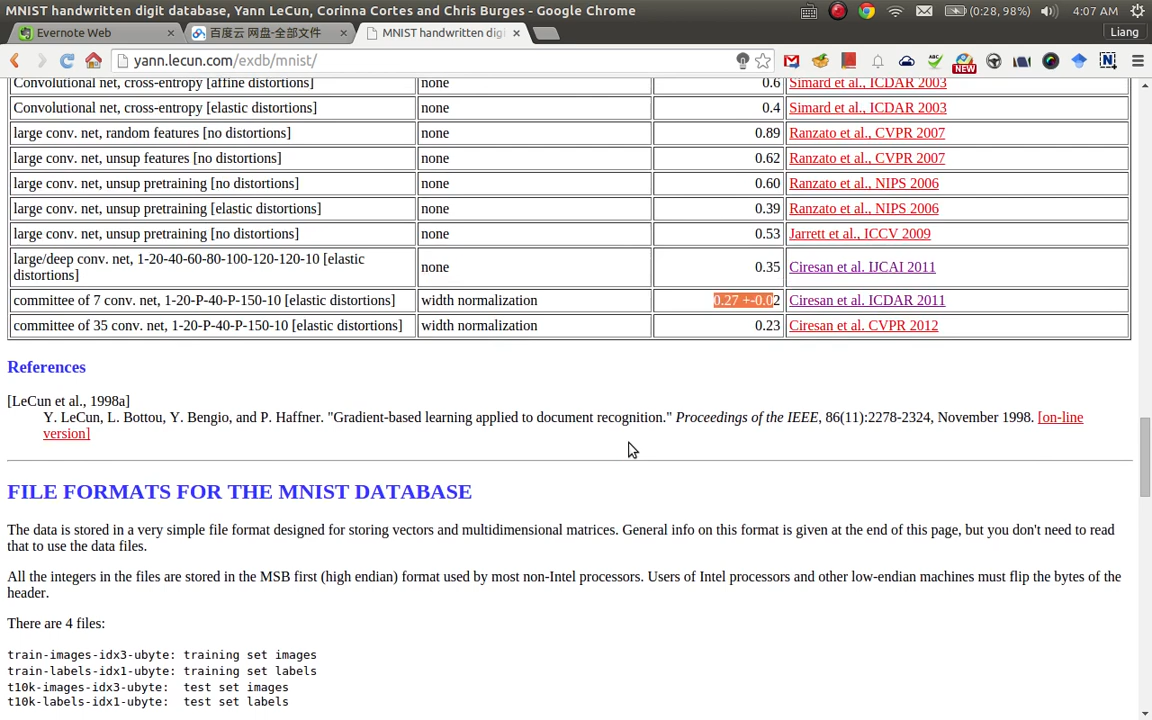 MNIST handwritten digit database, Yann LeCun, Corinna Cortes and Chris Burges - Google Chrome
(0:28, 98%)
4:07 AM
Evernote Web
百度云 网盘-全部文件
MNIST handwritten digi
Liang
yann.lecun.com/exdb/mnist/
NEW
Convolutional net, cross-entropy [affine distortions] none 0.6 Simard et al., ICDAR 2003
Convolutional net, cross-entropy [elastic distortions] none 0.4 Simard et al., ICDAR 2003
large conv. net, random features [no distortions] none 0.89 Ranzato et al., CVPR 2007
large conv. net, unsup features [no distortions] none 0.62 Ranzato et al., CVPR 2007
large conv. net, unsup pretraining [no distortions] none 0.60 Ranzato et al., NIPS 2006
large conv. net, unsup pretraining [elastic distortions] none 0.39 Ranzato et al., NIPS 2006
large conv. net, unsup pretraining [no distortions] none 0.53 Jarrett et al., ICCV 2009
large/deep conv. net, 1-20-40-60-80-100-120-120-10 [elastic
distortions] none 0.35 Ciresan et al. IJCAI 2011
committee of 7 conv. net, 1-20-P-40-P-150-10 [elastic distortions] width normalization 0.27 +-0.02 Ciresan et al. ICDAR 2011
committee of 35 conv. net, 1-20-P-40-P-150-10 [elastic distortions] width normalization 0.23 Ciresan et al. CVPR 2012
References
[LeCun et al., 1998a]
Y. LeCun, L. Bottou, Y. Bengio, and P. Haffner. "Gradient-based learning applied to document recognition." Proceedings of the IEEE, 86(11):2278-2324, November 1998. [on-line
version]
FILE FORMATS FOR THE MNIST DATABASE
The data is stored in a very simple file format designed for storing vectors and multidimensional matrices. General info on this format is given at the end of this page, but you don't need to read
that to use the data files.
All the integers in the files are stored in the MSB first (high endian) format used by most non-Intel processors. Users of Intel processors and other low-endian machines must flip the bytes of the
header.
There are 4 files:
train-images-idx3-ubyte: training set images
train-labels-idx1-ubyte: training set labels
t10k-images-idx3-ubyte: test set images
t10k-labels-idx1-ubyte: test set labels